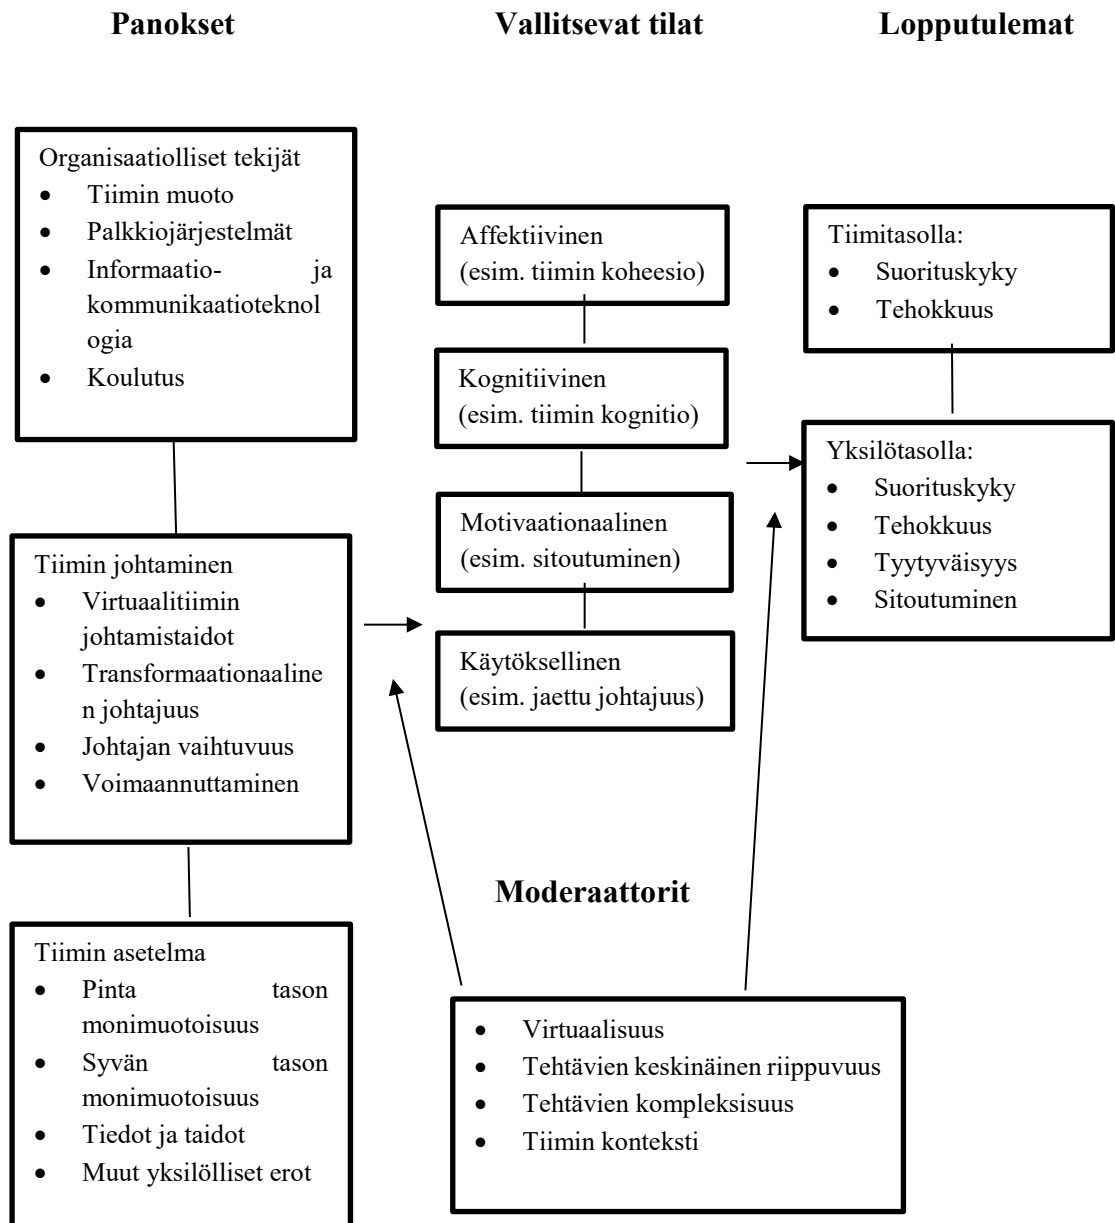 Panokset
Organisaatiolliset tekijät
• Tiimin muoto
• Palkkiojärjestelmät
• Informaatio- ja
kommunikaatioteknol
ogia
• Koulutus
Tiimin johtaminen
• Virtuaalitiimin
johtamistaidot
• Transformaationaaline
n johtajuus
• Johtajan vaihtuvuus
• Voimaannuttaminen
Tiimin asetelma
• Pinta tason
monimuotoisuus
• Syvän tason
monimuotoisuus
• Tiedot ja taidot
• Muut yksilölliset erot
Vallitsevat tilat
Affektiivinen
(esim. tiimin koheesio)
Kognitiivinen
(esim. tiimin kognitio)
Motivaationaalinen
(esim. sitoutuminen)
Käytöksellinen
(esim. jaettu johtajuus)
Lopputulemat
Tiimitasolla:
• Suorituskyky
• Tehokkuus
Yksilötasolla:
• Suorituskyky
• Tehokkuus
• Tyytyväisyys
• Sitoutuminen
Moderaattorit
• Virtuaalisuus
• Tehtävien keskinäinen riippuvuus
• Tehtävien kompleksisuus
• Tiimin konteksti